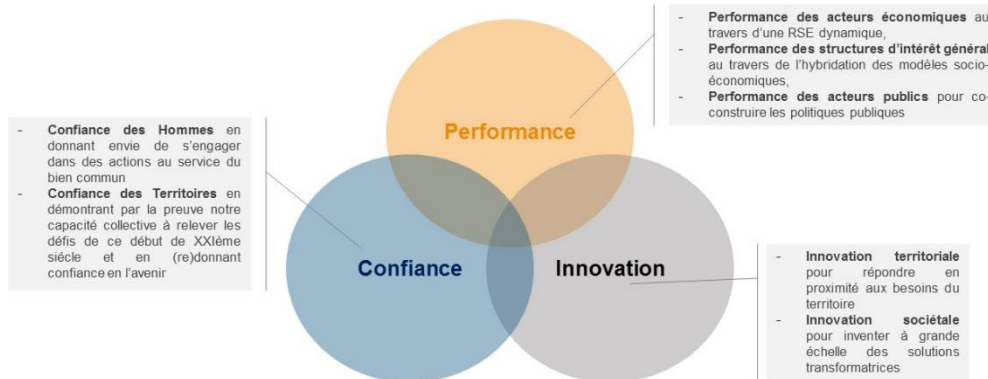 - Performance des acteurs économiques au
travers d'une RSE dynamique,
- Performance des structures d'intérêt général
au travers de l'hybridation des modèles socio-
économiques,
- Performance des acteurs publics pour co-
construire les politiques publiques
Performance
- Confiance des Hommes en
donnant envie de s'engager
dans des actions au service du
bien commun
- Confiance des Territoires en
démontrant par la preuve notre
capacité collective à relever les
défis de ce début de XXIème
siécle et en (re)donnant
confiance en l'avenir
Confiance
Innovation
- Innovation territoriale
pour répondre en
proximité aux besoins du
territoire
- Innovation sociétale
pour inventer à grande
échelle des solutions
transformatrices